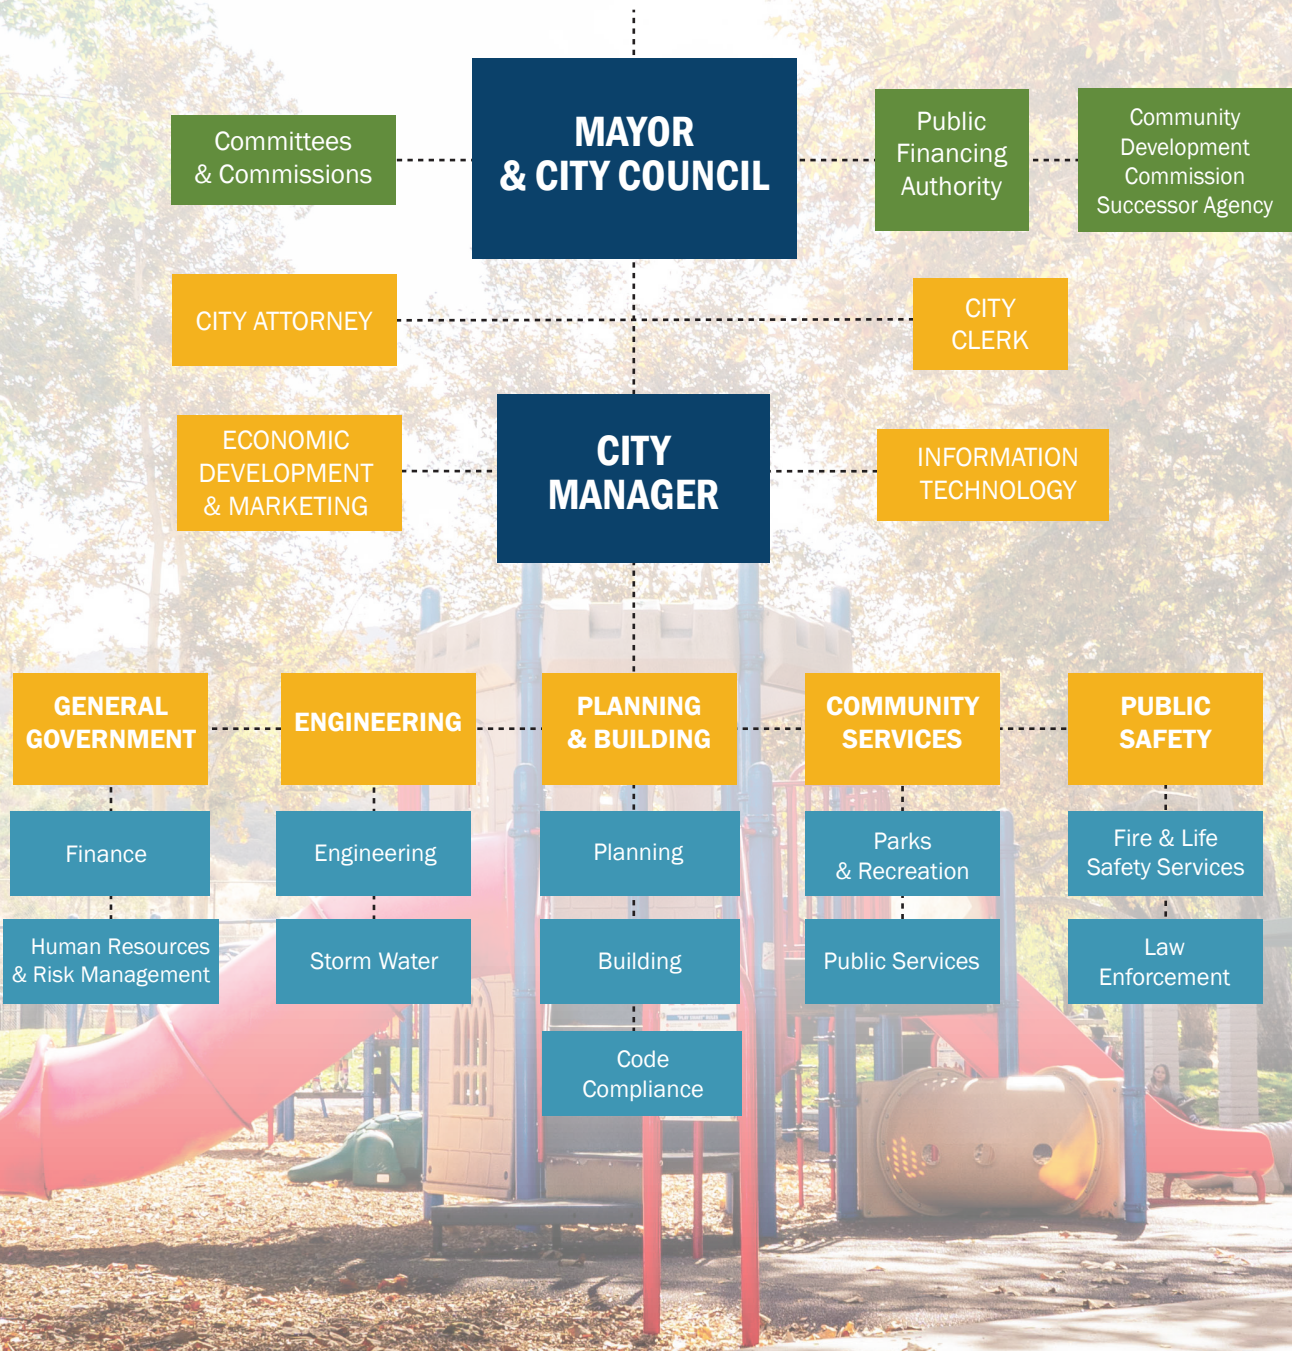 Committees
& Commissions
MAYOR
& CITY COUNCIL
Public
Financing
Authority
Community
Development
Commission
Successor Agency
CITY ATTORNEY
CITY
CLERK
ECONOMIC
DEVELOPMENT
& MARKETING
CITY
MANAGER
INFORMATION
TECHNOLOGY
GENERAL
GOVERNMENT
ENGINEERING
PLANNING
& BUILDING
COMMUNITY
SERVICES
PUBLIC
SAFETY
Finance
Engineering
Planning
Parks
& Recreation
Fire & Life
Safety Services
Human Resources
& Risk Management
Storm Water
Building
Public Services
Law
Enforcement
Code
Compliance